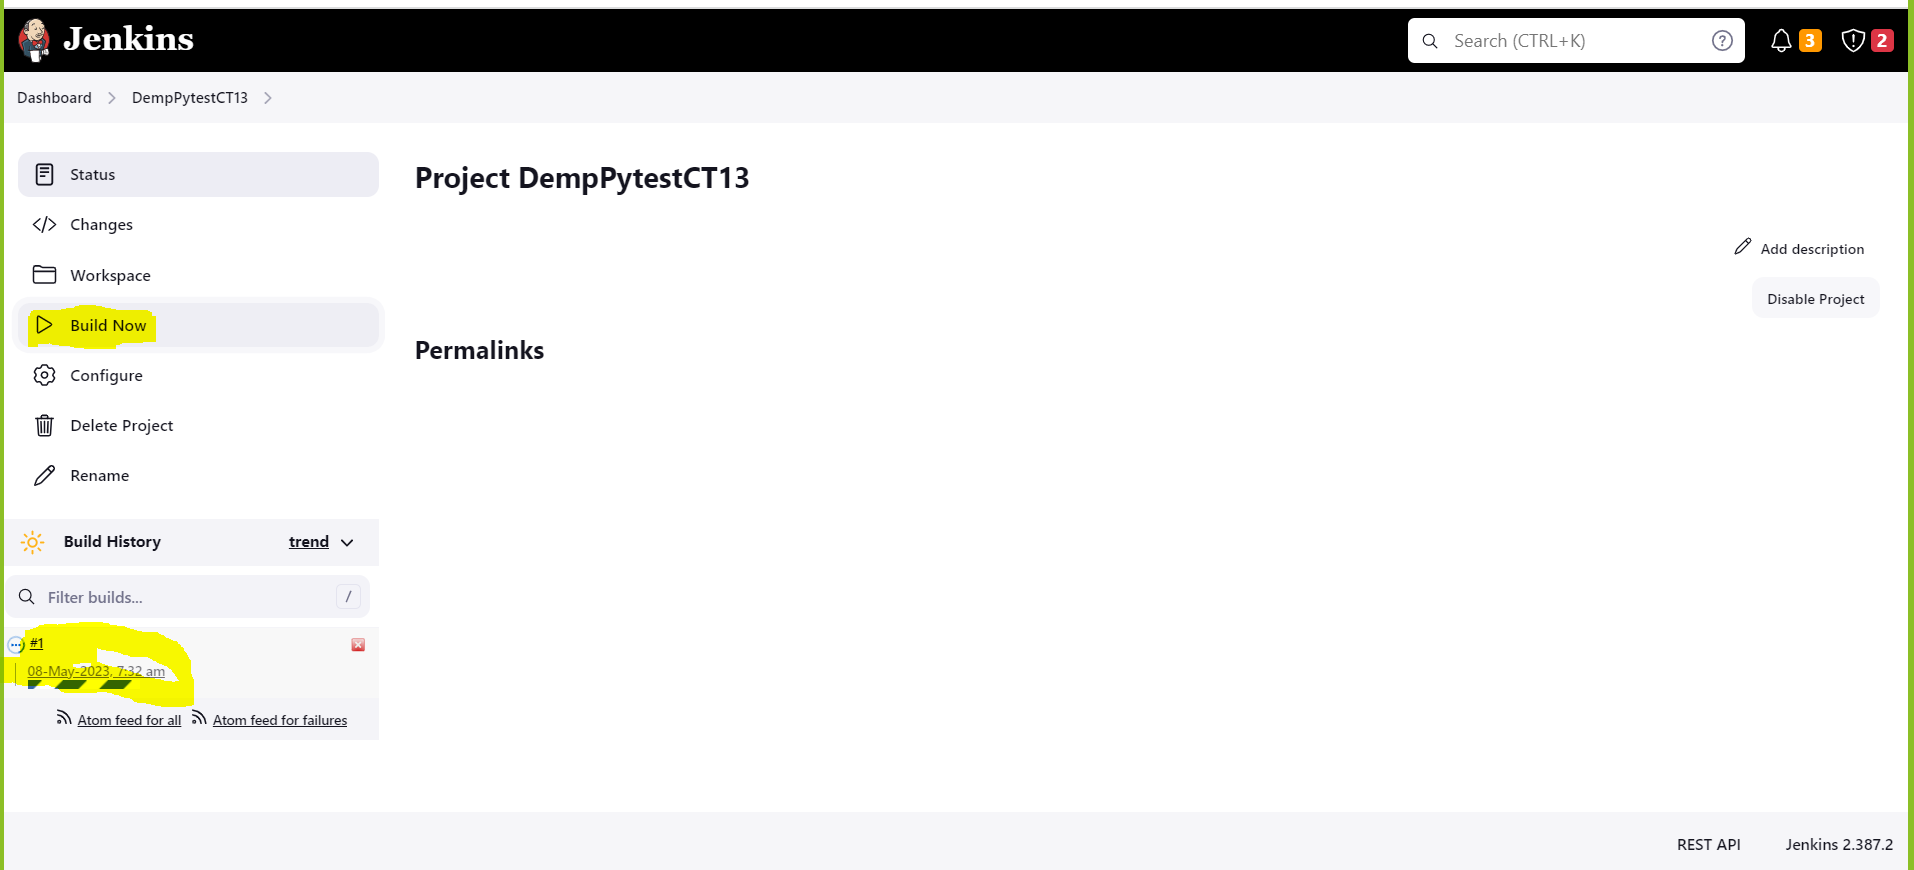 Jenkins
Search (CTRL+K)
?
3
2
Dashboard
DempPytestCT13
Status
Changes
Workspace
Build Now
Configure
Delete Project
Rename
Project DempPytestCT13
Add description
Disable Project
Permalinks
Build History
trend
Filter builds...
/
#1
08-May-2023, 7:32 am
Atom feed for all
Atom feed for failures
REST API
Jenkins 2.387.2